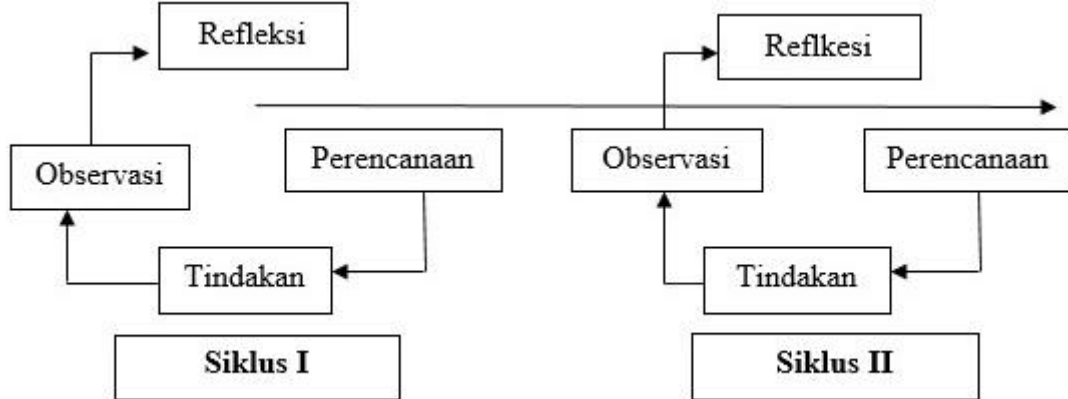 Refleksi
Reflkesi
Observasi
Perencanaan
Observasi
Perencanaan
Tindakan
Tindakan
Siklus I
Siklus II